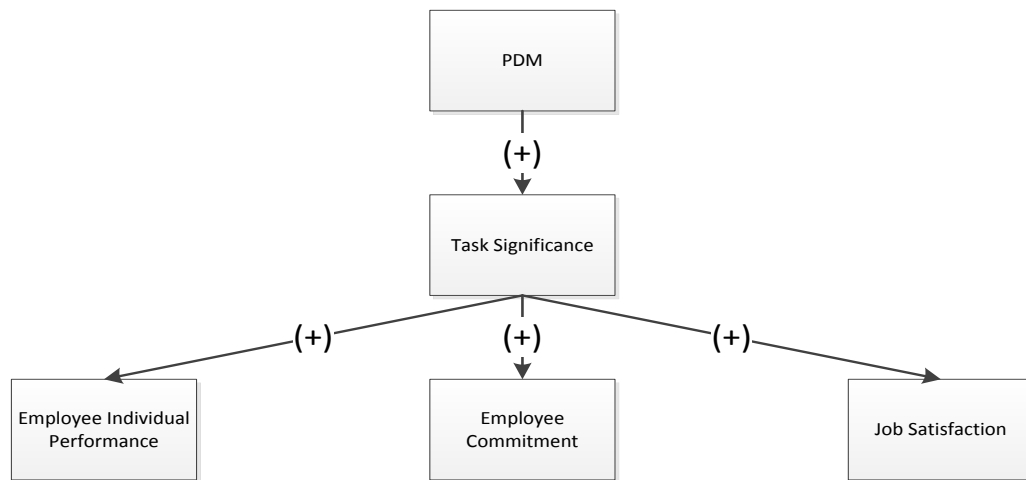 PDM
(+)
Task Significance
(+)
(+)
(+)
Employee Individual
Performance
Employee
Commitment
Job Satisfaction